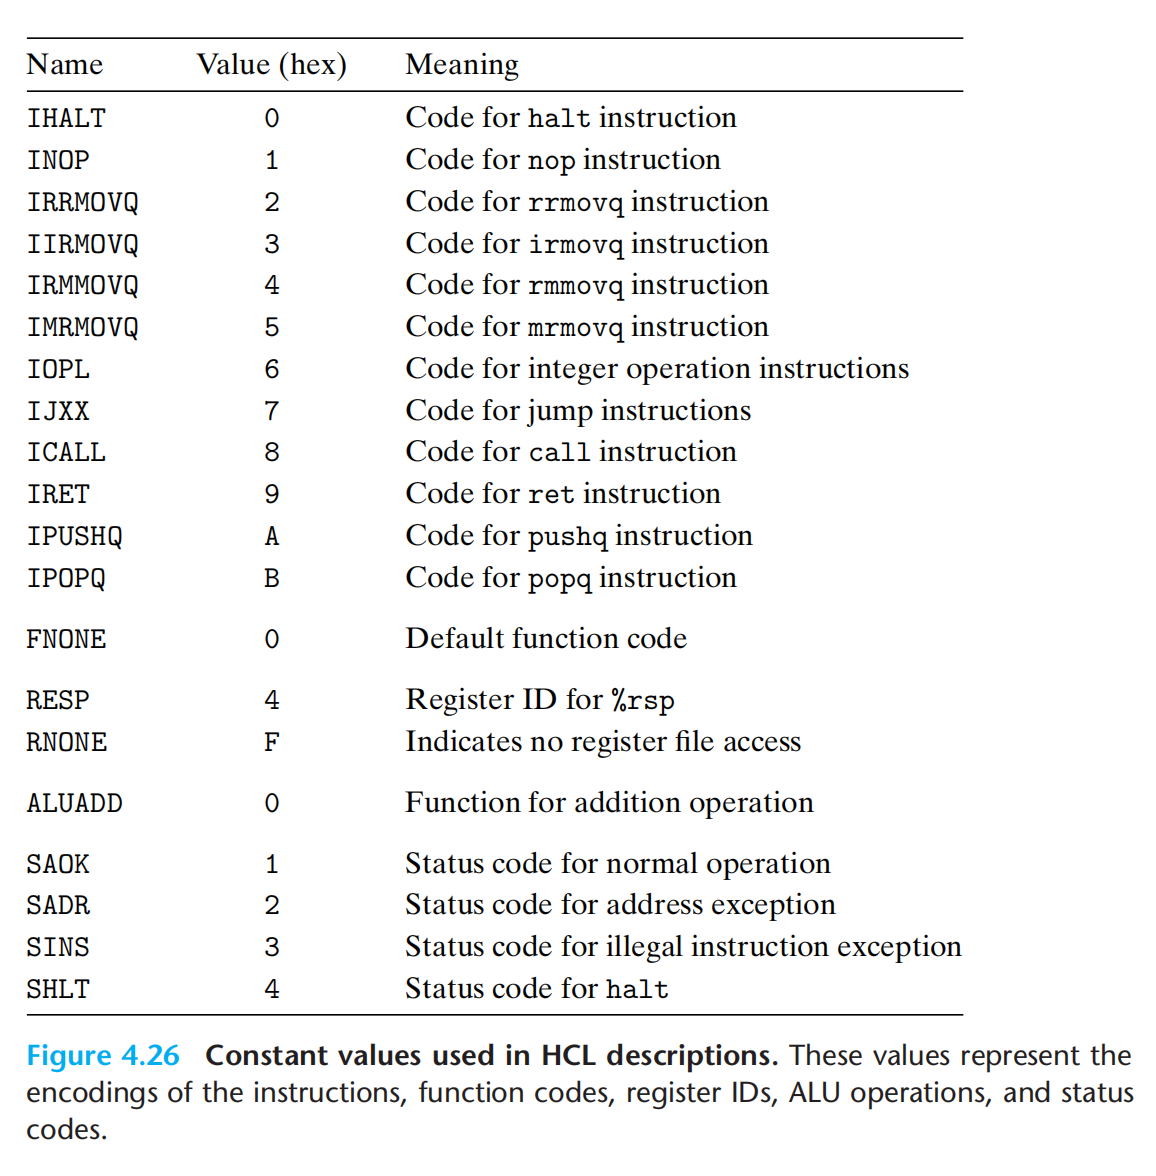 Name Value (hex) Meaning
IHALT 0 Code for halt instruction
INOP 1 Code for nop instruction
IRRMOVQ 2 Code for rrmovq instruction
IIRMOVQ 3 Code for irmovq instruction
IRMMOVQ 4 Code for rmmovq instruction
IMRMOVQ 5 Code for mrmovq instruction
IOPL 6 Code for integer operation instructions
IJXX 7 Code for jump instructions
ICALL 8 Code for call instruction
IRET 9 Code for ret instruction
IPUSHQ A Code for pushq instruction
IPOPQ B Code for popq instruction
FNONE 0 Default function code
RESP 4 Register ID for %rsp
RNONE F Indicates no register file access
ALUADD 0 Function for addition operation
SAOK 1 Status code for normal operation
SADR 2 Status code for address exception
SINS 3 Status code for illegal instruction exception
SHLT 4 Status code for halt
Figure 4.26 Constant values used in HCL descriptions. These values represent the
encodings of the instructions, function codes, register IDs, ALU operations, and status
codes.